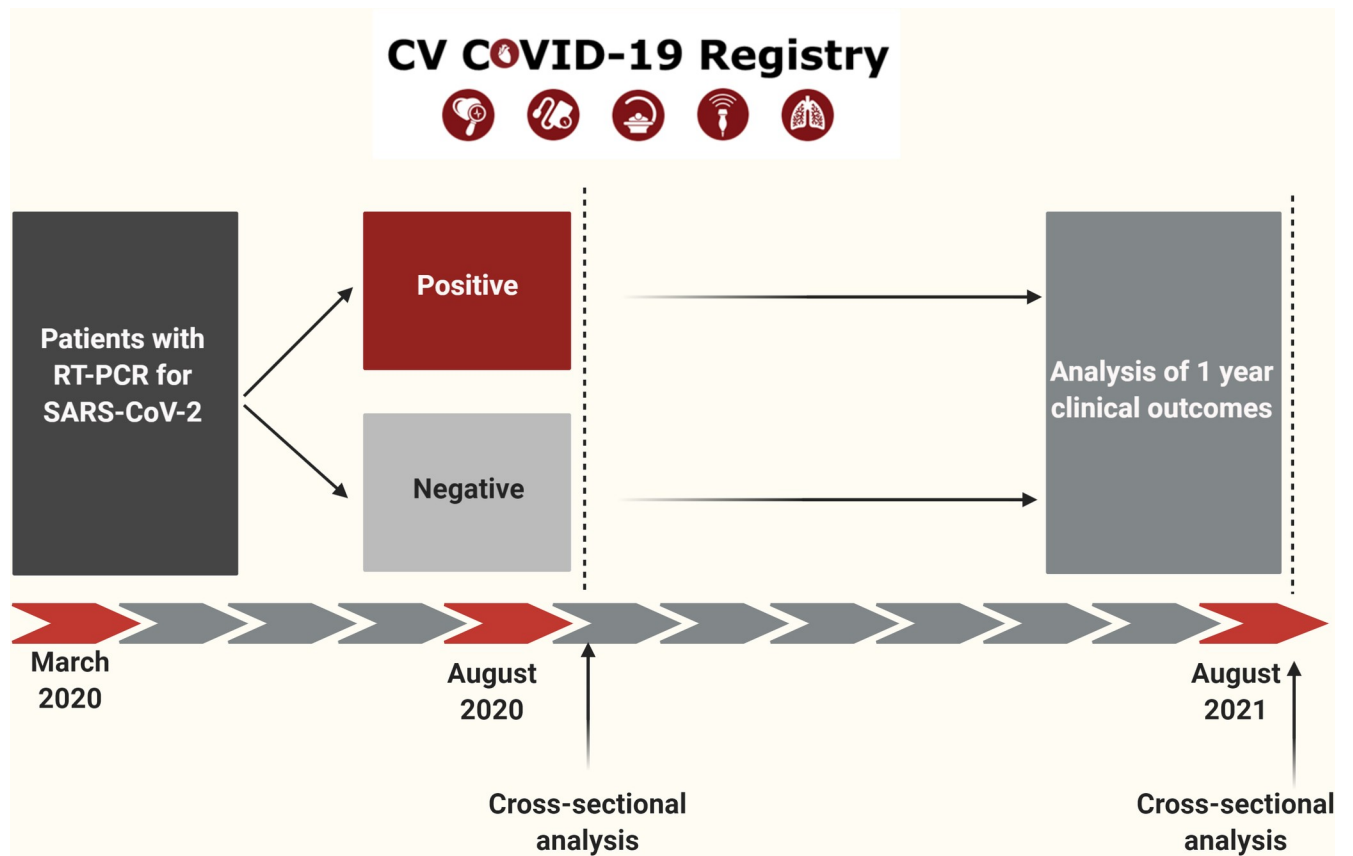 CV COVID-19 Registry
Patients with
RT-PCR for
SARS-CoV-2
Positive
Negative
Analysis of 1 year
clinical outcomes
March
2020
August
2020
August
2021
Cross-sectional
analysis
Cross-sectional
analysis